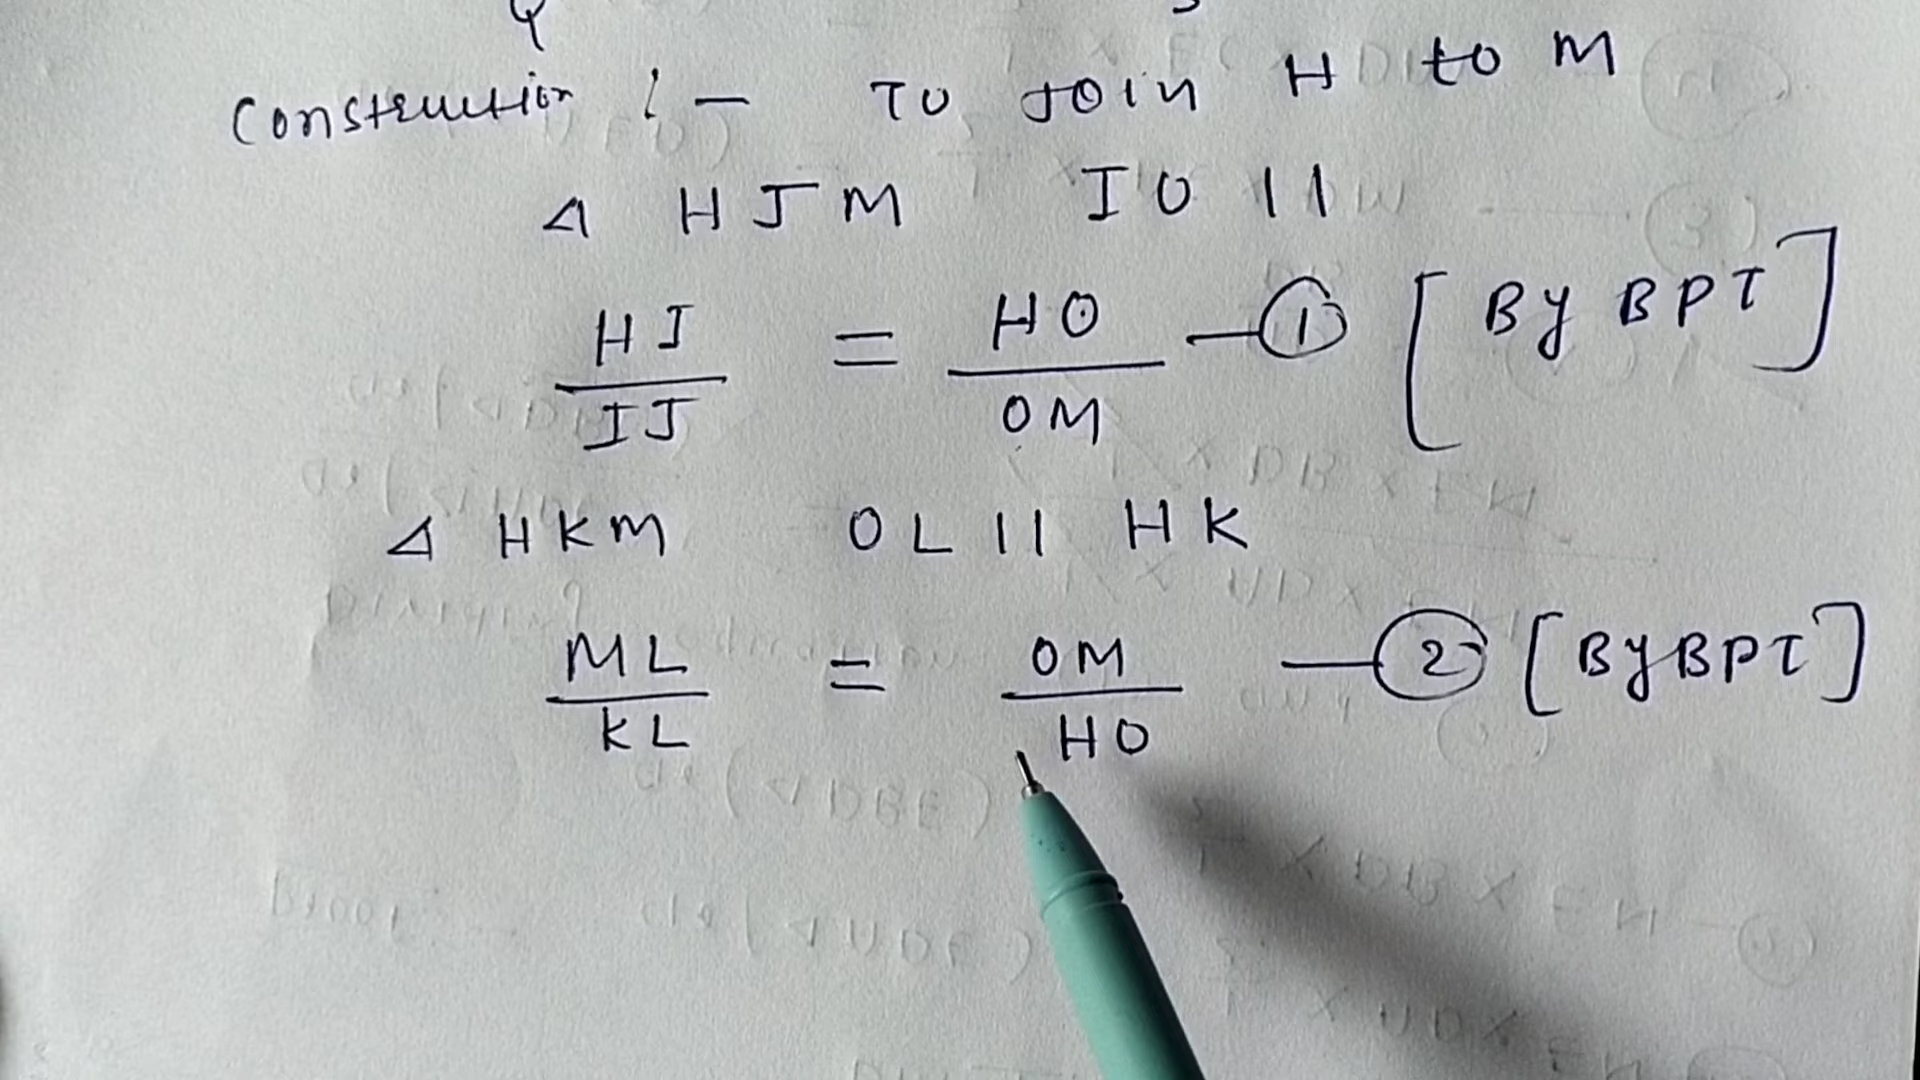 Construction :- To Join H to M
Δ HJM IO ||
HJ / IJ = HO / OM — 1 [By BPT]
Δ HKM OL || HK
ML / KL = OM / HO — 2 [By BPT]